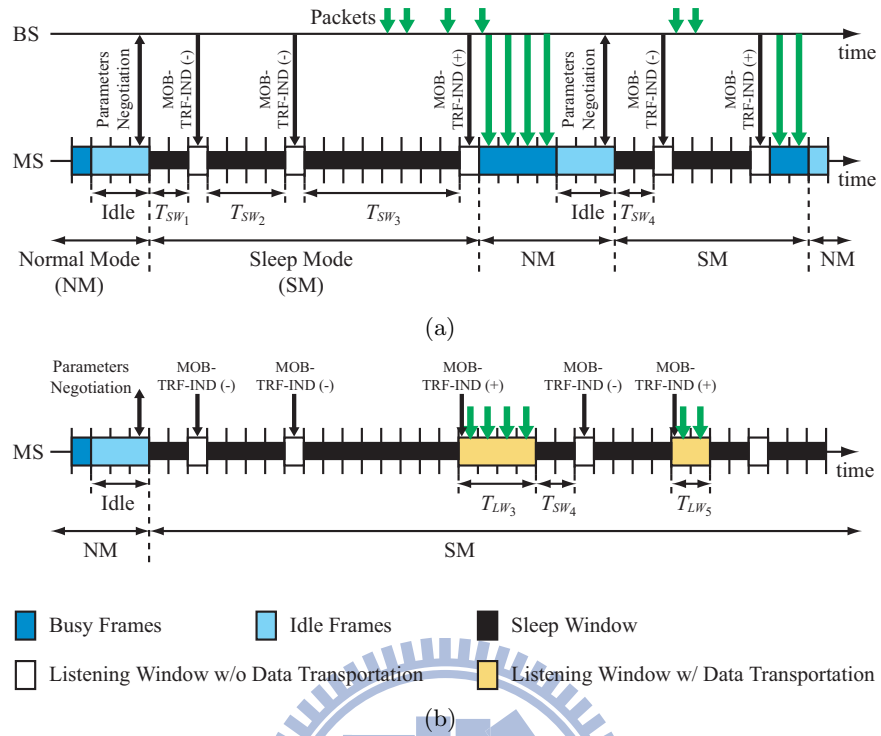 Packets
BS
time
Parameters
Negotiation
MOB-
TRF-IND (-)
MOB-
TRF-IND (-)
MOB-
TRF-IND (+)
Parameters
Negotiation
MOB-
TRF-IND (-)
MOB-
TRF-IND (+)
MS
time
Idle
T_{SW_1}
T_{SW_2}
T_{SW_3}
Idle
T_{SW_4}
Normal Mode
(NM)
Sleep Mode
(SM)
NM
SM
NM
(a)
Parameters
Negotiation
MOB-
TRF-IND (-)
MOB-
TRF-IND (-)
MOB-
TRF-IND (+)
MOB-
TRF-IND (-)
MOB-
TRF-IND (+)
MS
time
Idle
T_{LW_3}
T_{SW_4}
T_{LW_5}
NM
SM
Busy Frames
Idle Frames
Sleep Window
Listening Window w/o Data Transportation
Listening Window w/ Data Transportation
(b)